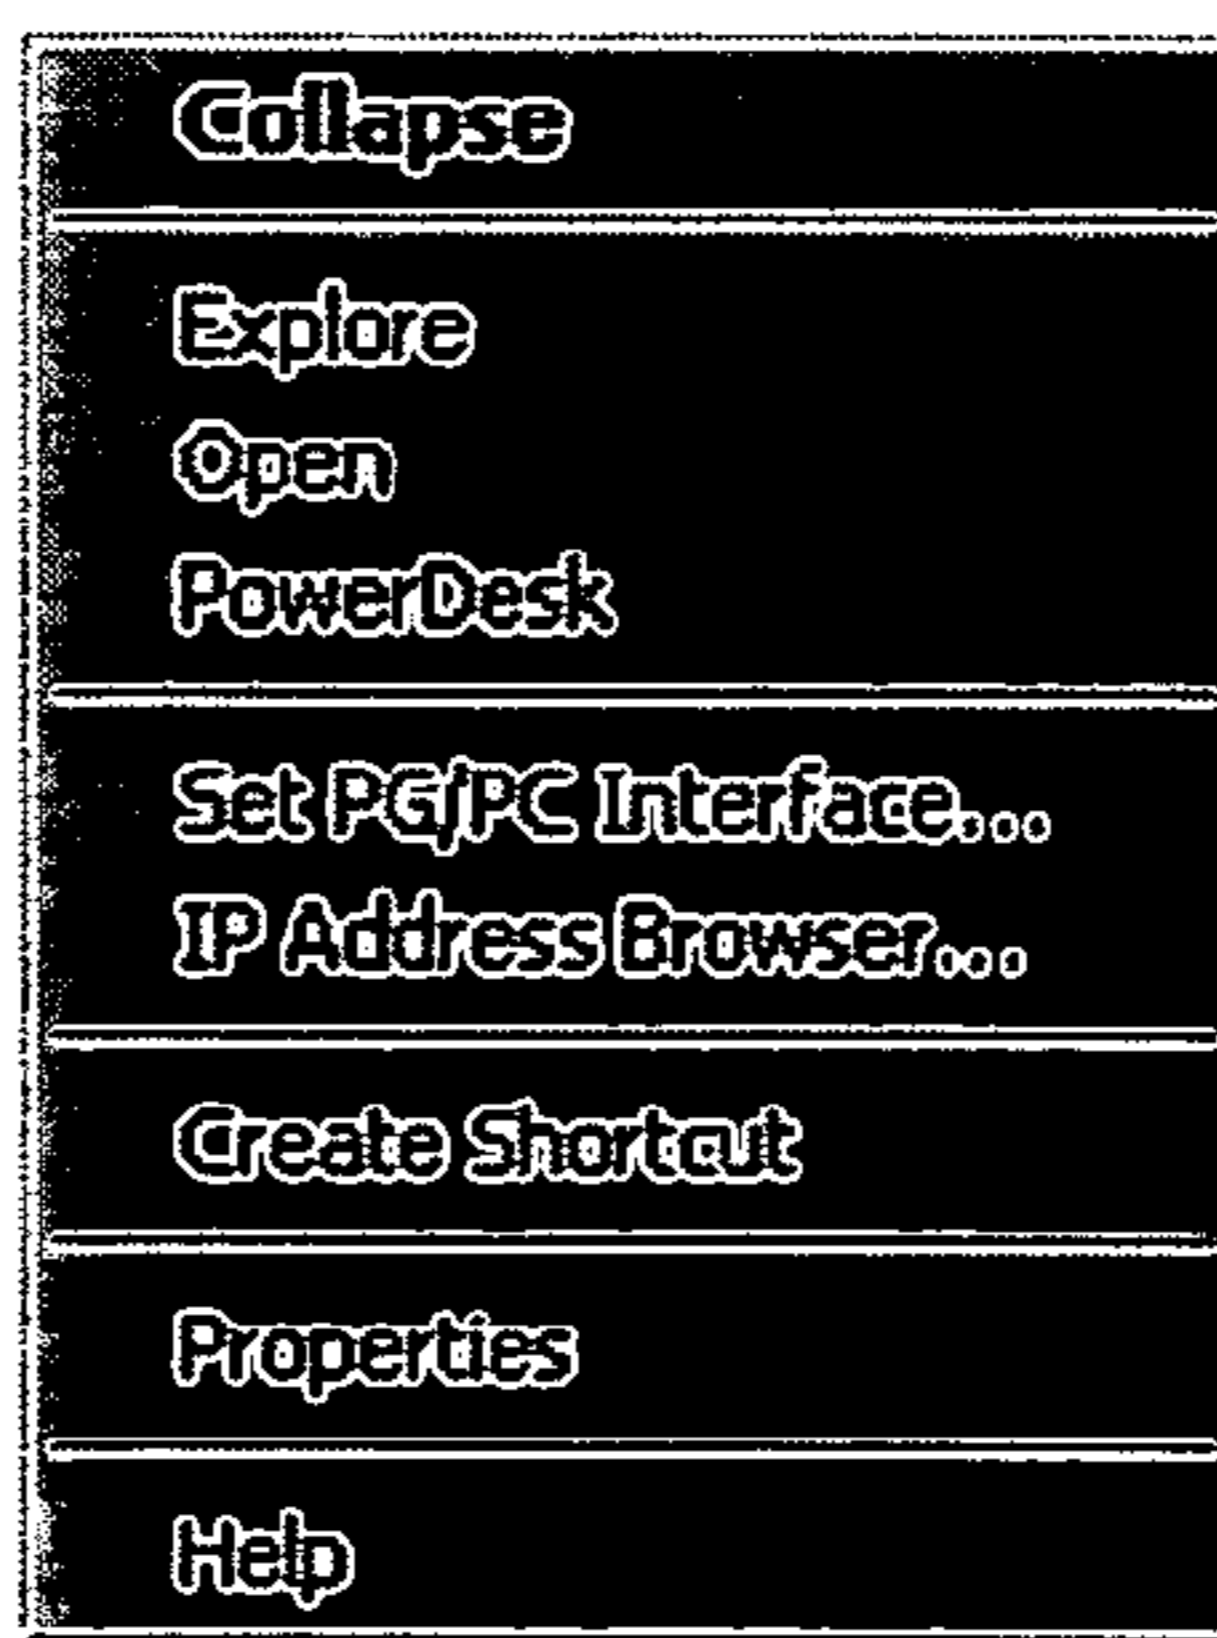 Collapse
Explore
Open
PowerDesk
Set PG/PC Interface...
IP Address Browser...
Create Shortcut
Properties
Help